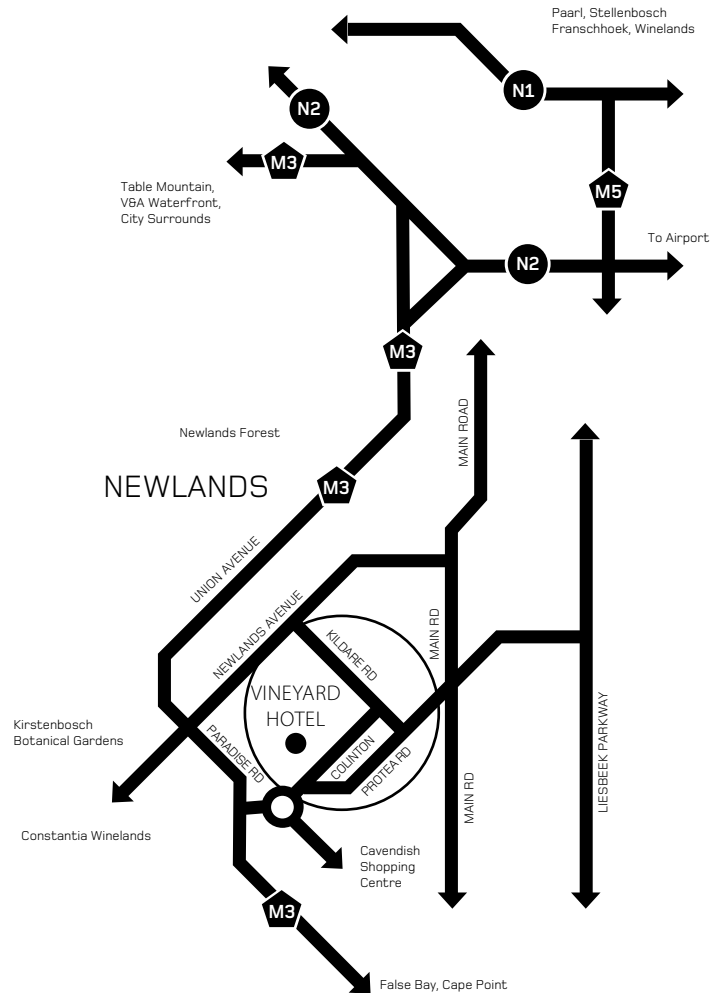 Paarl, Stellenbosch
Franschhoek, Winelands
N1
N2
M3
M5
Table Mountain,
V&A Waterfront,
City Surrounds
To Airport
N2
M3
MAIN ROAD
Newlands Forest
NEWLANDS
M3
UNION AVENUE
NEWLANDS AVENUE
KILDARE RD
MAIN RD
VINEYARD
HOTEL
Kirstenbosch
Botanical Gardens
PARADISE RD
COLINTON
PROTEA RD
MAIN RD
LIESBEEK PARKWAY
Constantia Winelands
Cavendish
Shopping
Centre
M3
False Bay, Cape Point